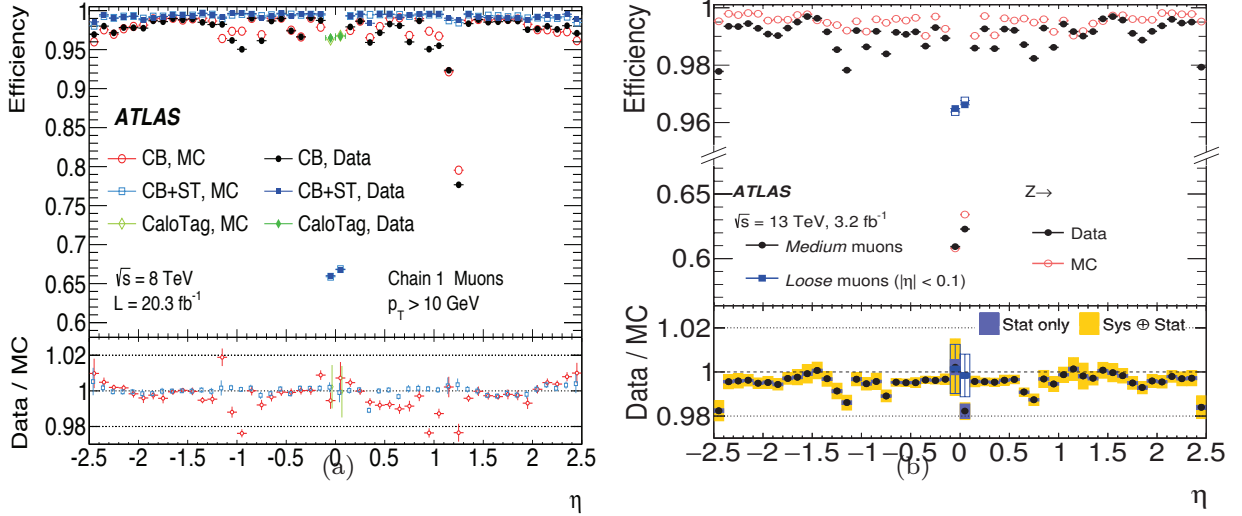 Efficiency
1
0.95
0.9
0.85
0.8
0.75
0.7
0.65
0.6
ATLAS
CB, MC
CB, Data
CB+ST, MC
CB+ST, Data
CaloTag, MC
CaloTag, Data
√s = 8 TeV
L = 20.3 fb⁻¹
Chain 1 Muons
p_T > 10 GeV
Data / MC
1.02
1
0.98
-2.5 -2 -1.5 -1 -0.5 0 0.5 1 1.5 2 2.5
(a)
η
Efficiency
1
0.98
0.96
0.65
0.6
ATLAS
Z→
√s = 13 TeV, 3.2 fb⁻¹
Medium muons
Loose muons (|η| < 0.1)
Data
MC
Data / MC
1.02
1
0.98
Stat only
Sys ⊕ Stat
−2.5 −2 −1.5 −1 −0.5 0 0.5 1 1.5 2 2.5
(b)
η